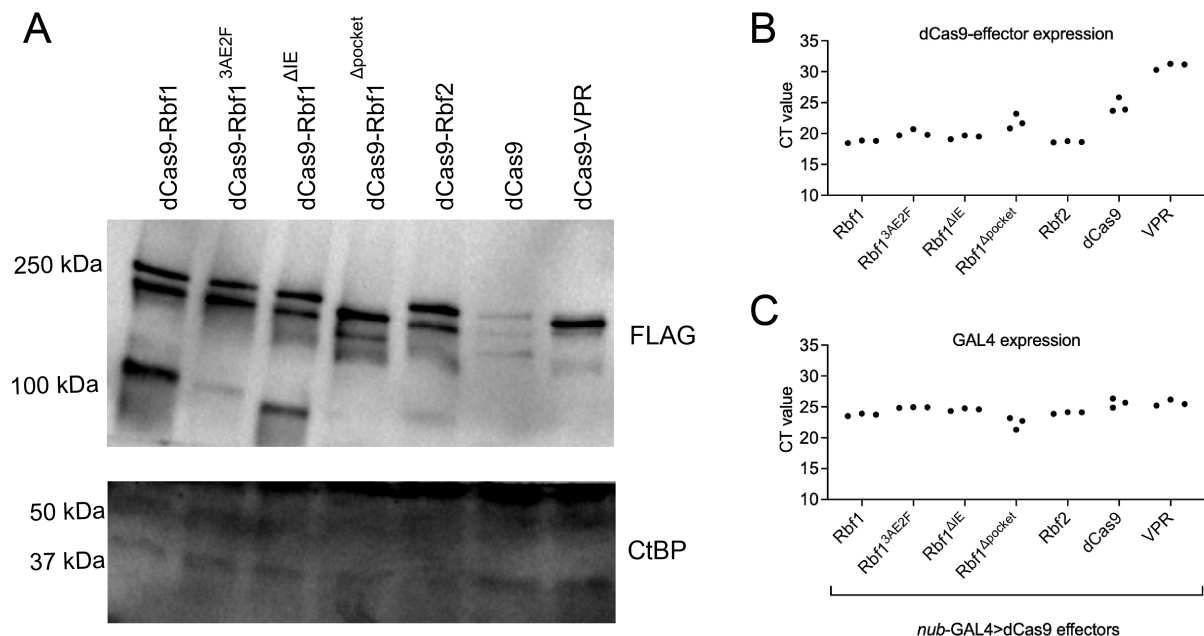 A
dCas9-Rbf1
dCas9-Rbf1 3AE2F
dCas9-Rbf1 ΔIE
dCas9-Rbf1 Δpocket
dCas9-Rbf2
dCas9
dCas9-VPR
250 kDa
100 kDa
FLAG
50 kDa
37 kDa
CtBP
B
dCas9-effector expression
CT value
35
30
25
20
15
10
Rbf1
Rbf1 3AE2F
Rbf1 ΔIE
Rbf1 Δpocket
Rbf2
dCas9
VPR
C
GAL4 expression
CT value
35
30
25
20
15
10
Rbf1
Rbf1 3AE2F
Rbf1 ΔIE
Rbf1 Δpocket
Rbf2
dCas9
VPR
nub-GAL4>dCas9 effectors